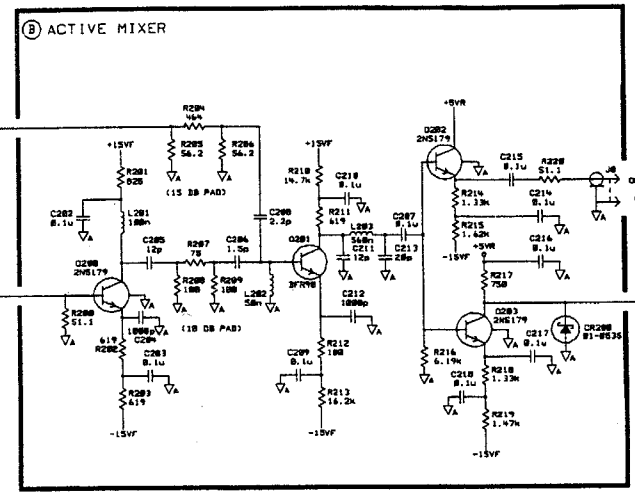 B ACTIVE MIXER
R204
464
R205
56.2
R206
56.2
(15 DB PAD)
+15VF
R201
825
C202
0.1u
L201
100n
C205
12p
R207
75
C206
1.5p
C208
2.2p
Q200
2N5179
R208
100
R209
100
L202
50n
(10 DB PAD)
R200
51.1
1000p
C204
619
R202
C203
0.1u
R203
619
-15VF
+15VF
R210
14.7k
C210
0.1u
R211
619
Q201
BFR90
L203
560n
C211
12p
C213
20p
C207
0.1u
C212
1000p
R212
100
C209
0.1u
R213
16.2k
-15VF
+5VR
Q202
2N5179
C215
0.1u
R220
51.1
J8
R214
1.33k
C214
0.1u
R215
1.62k
-15VF
+5VR
C216
0.1u
R217
750
Q203
2N5179
CR200
C217
0.1u
R216
6.19k
R218
1.33k
C218
0.1u
R219
1.47k
-15VF
A